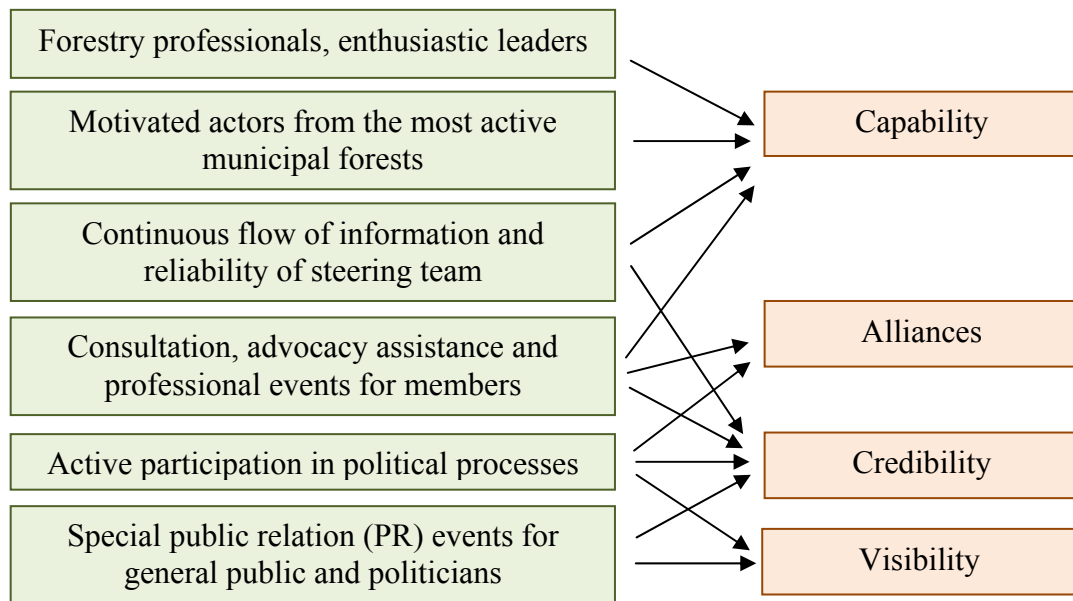 Forestry professionals, enthusiastic leaders
Motivated actors from the most active
municipal forests
Continuous flow of information and
reliability of steering team
Consultation, advocacy assistance and
professional events for members
Active participation in political processes
Special public relation (PR) events for
general public and politicians
Capability
Alliances
Credibility
Visibility